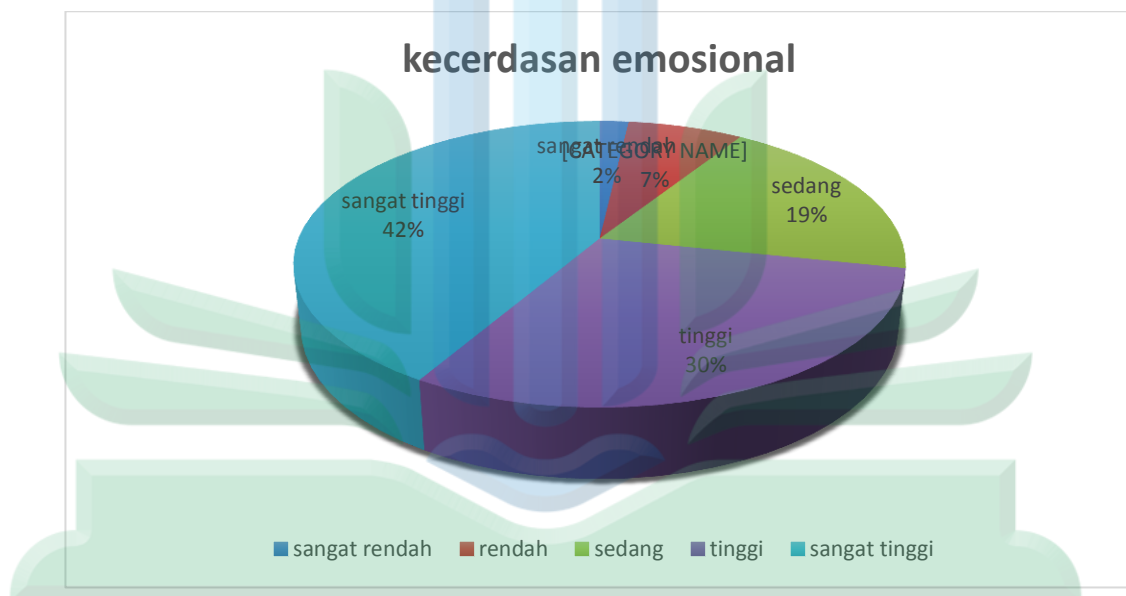 kecerdasan emosional
sangat rendah
2%
[CATEGORY NAME]
7%
sedang
19%
tinggi
30%
sangat tinggi
42%
sangat rendah rendah sedang tinggi sangat tinggi